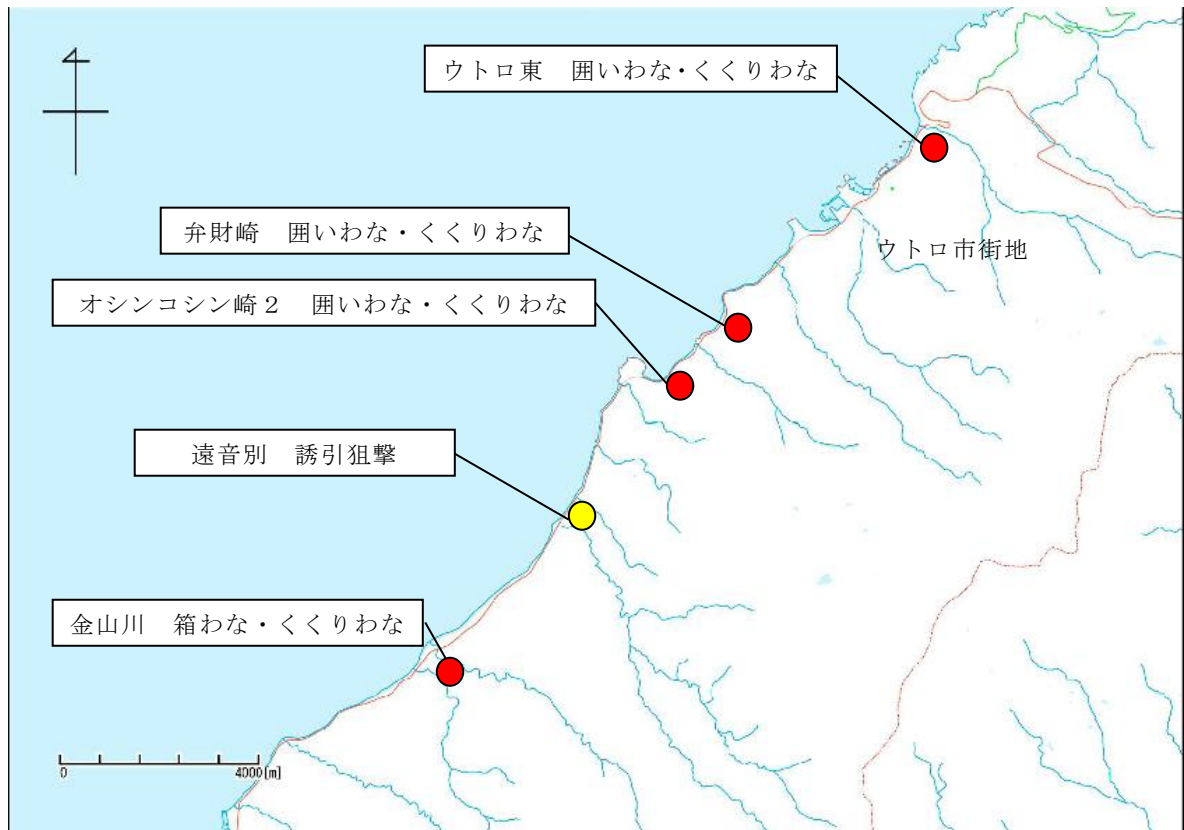 ウトロ東　囲いわな・くくりわな
弁財崎　囲いわな・くくりわな
ウトロ市街地
オシンコシン崎２　囲いわな・くくりわな
遠音別　誘引狙撃
金山川　箱わな・くくりわな
0 4000[m]